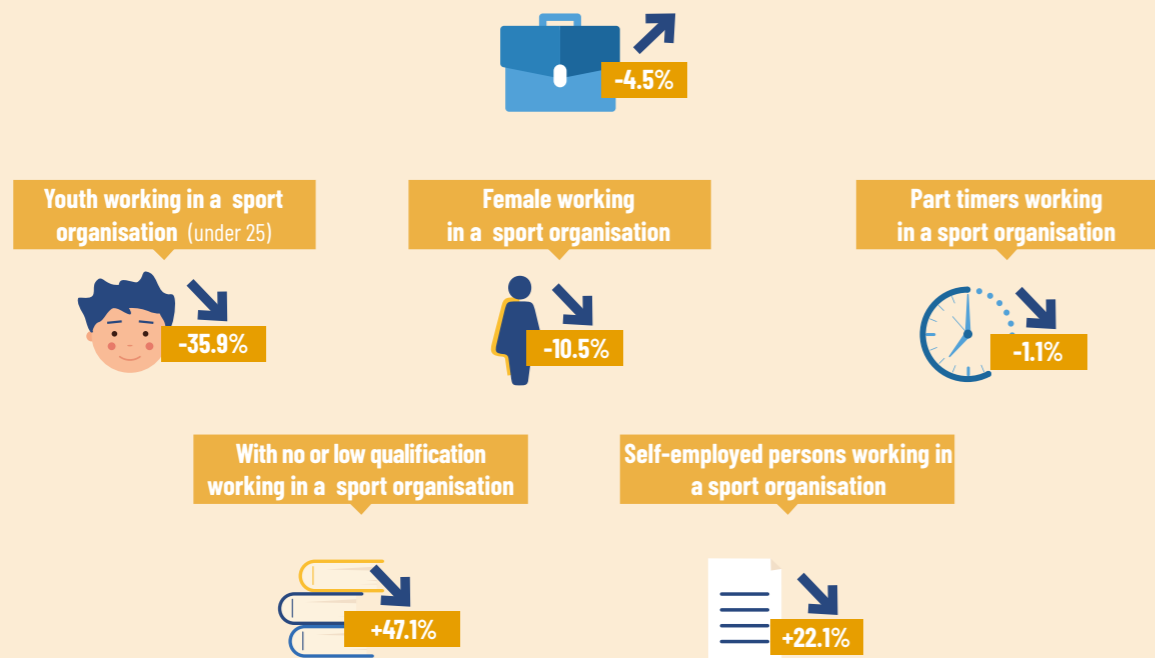 -4.5%
Youth working in a sport
organisation (under 25)
-35.9%
Female working
in a sport organisation
-10.5%
Part timers working
in a sport organisation
-1.1%
With no or low qualification
working in a sport organisation
+47.1%
Self-employed persons working in
a sport organisation
+22.1%